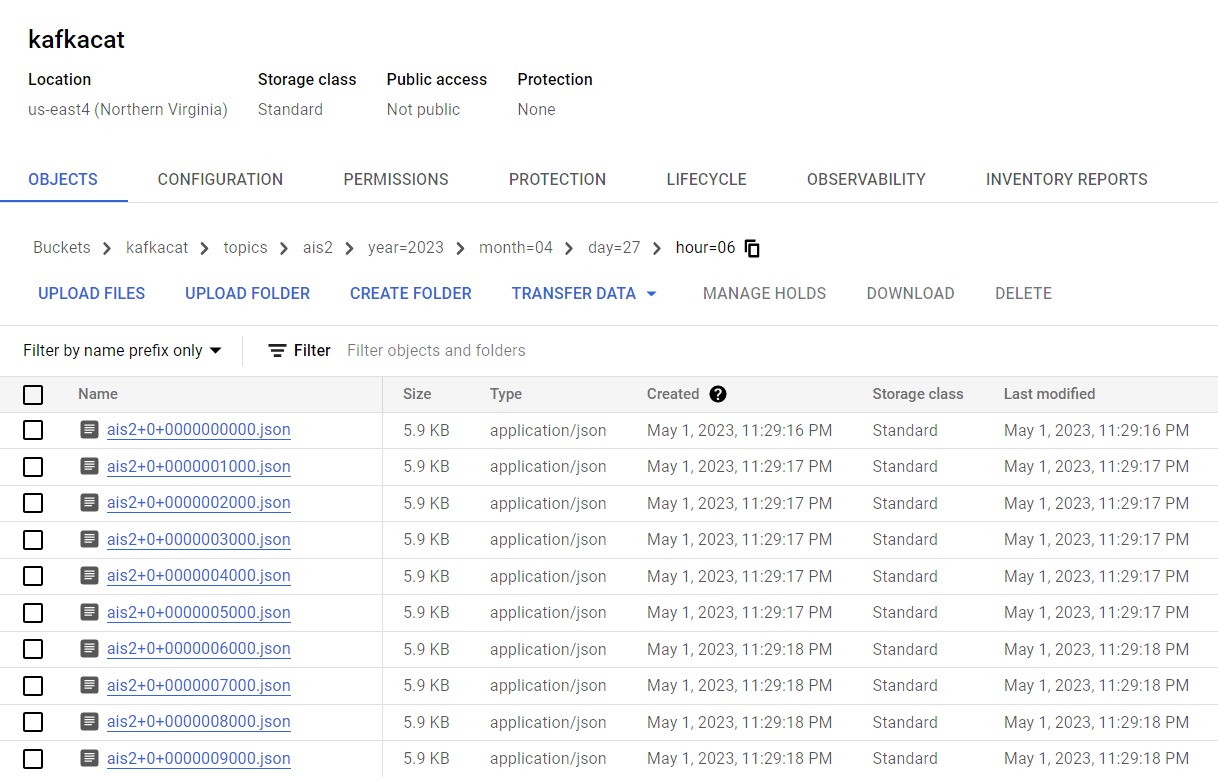 kafkacat
Location Storage class Public access Protection
us-east4 (Northern Virginia) Standard Not public None
OBJECTS CONFIGURATION PERMISSIONS PROTECTION LIFECYCLE OBSERVABILITY INVENTORY REPORTS
Buckets kafkacat topics ais2 year=2023 month=04 day=27 hour=06
UPLOAD FILES UPLOAD FOLDER CREATE FOLDER TRANSFER DATA MANAGE HOLDS DOWNLOAD DELETE
Filter by name prefix only Filter Filter objects and folders
Name Size Type Created ? Storage class Last modified
ais2+0+0000000000.json 5.9 KB application/json May 1, 2023, 11:29:16 PM Standard May 1, 2023, 11:29:16 PM
ais2+0+0000001000.json 5.9 KB application/json May 1, 2023, 11:29:17 PM Standard May 1, 2023, 11:29:17 PM
ais2+0+0000002000.json 5.9 KB application/json May 1, 2023, 11:29:17 PM Standard May 1, 2023, 11:29:17 PM
ais2+0+0000003000.json 5.9 KB application/json May 1, 2023, 11:29:17 PM Standard May 1, 2023, 11:29:17 PM
ais2+0+0000004000.json 5.9 KB application/json May 1, 2023, 11:29:17 PM Standard May 1, 2023, 11:29:17 PM
ais2+0+0000005000.json 5.9 KB application/json May 1, 2023, 11:29:17 PM Standard May 1, 2023, 11:29:17 PM
ais2+0+0000006000.json 5.9 KB application/json May 1, 2023, 11:29:18 PM Standard May 1, 2023, 11:29:18 PM
ais2+0+0000007000.json 5.9 KB application/json May 1, 2023, 11:29:18 PM Standard May 1, 2023, 11:29:18 PM
ais2+0+0000008000.json 5.9 KB application/json May 1, 2023, 11:29:18 PM Standard May 1, 2023, 11:29:18 PM
ais2+0+0000009000.json 5.9 KB application/json May 1, 2023, 11:29:18 PM Standard May 1, 2023, 11:29:18 PM